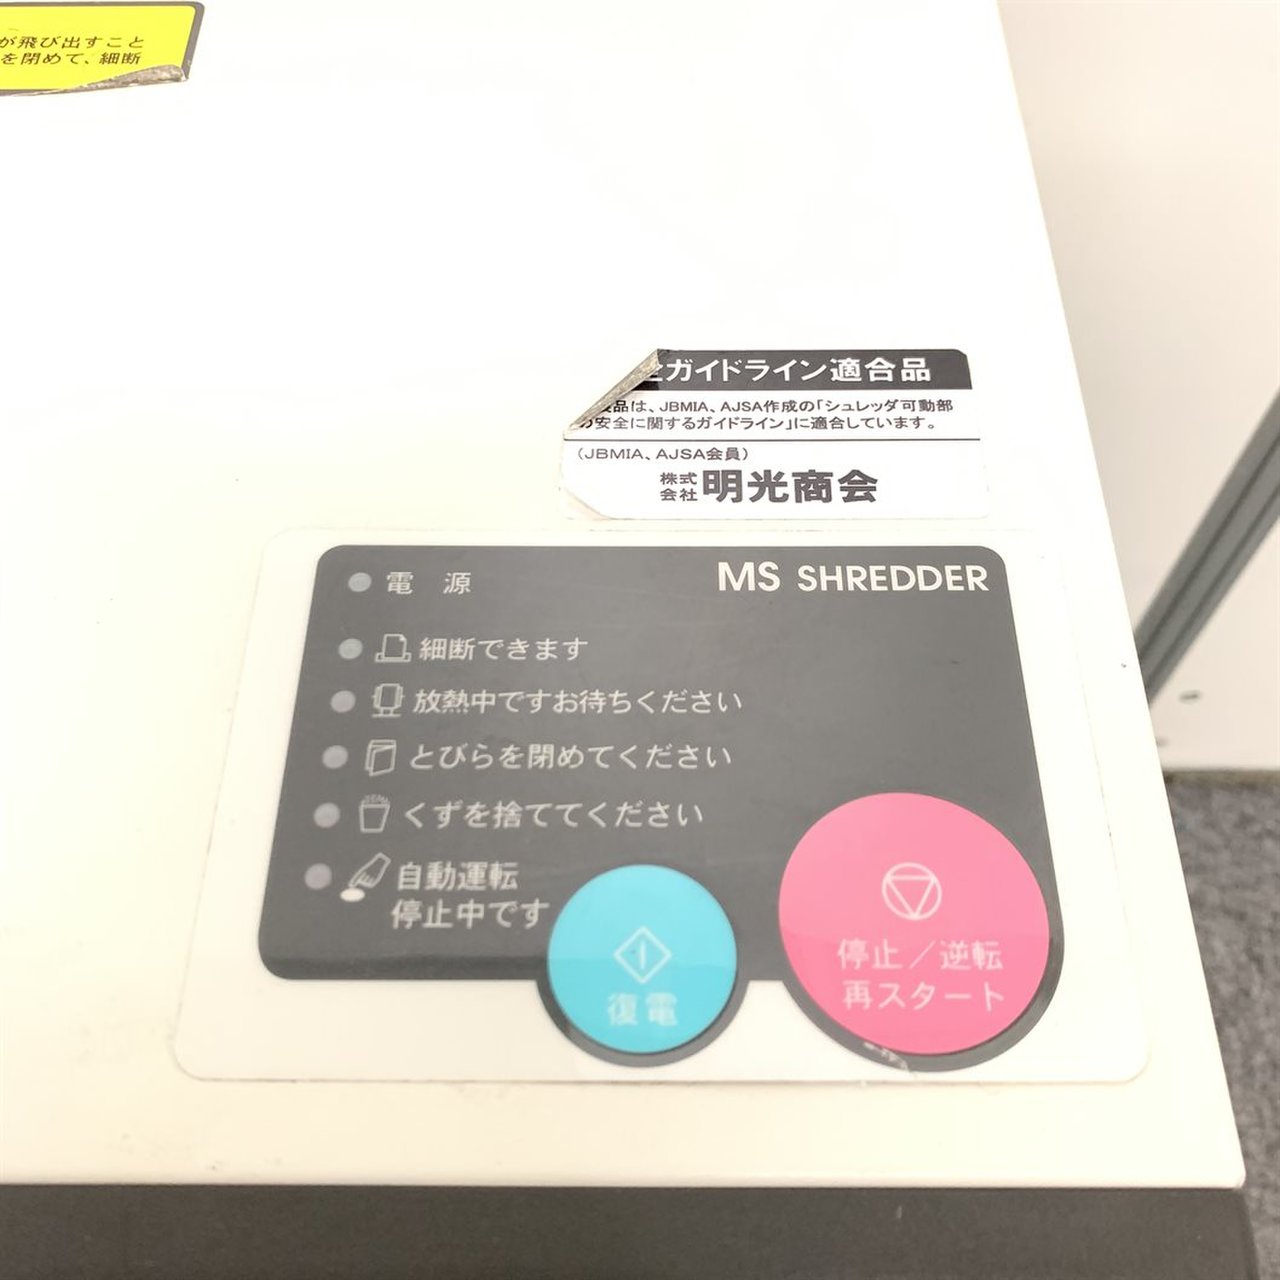 が飛び出すこと
を閉めて、細断
全ガイドライン適合品
製品は、JBMIA、AJSA作成の「シュレッダ可動部
の安全に関するガイドライン」に適合しています。
(JBMIA、AJSA会員)
株式会社 明光商会
MS SHREDDER
電 源
細断できます
放熱中ですお待ちください
とびらを閉めてください
くずを捨ててください
自動運転
停止中です
復電
停止／逆転
再スタート